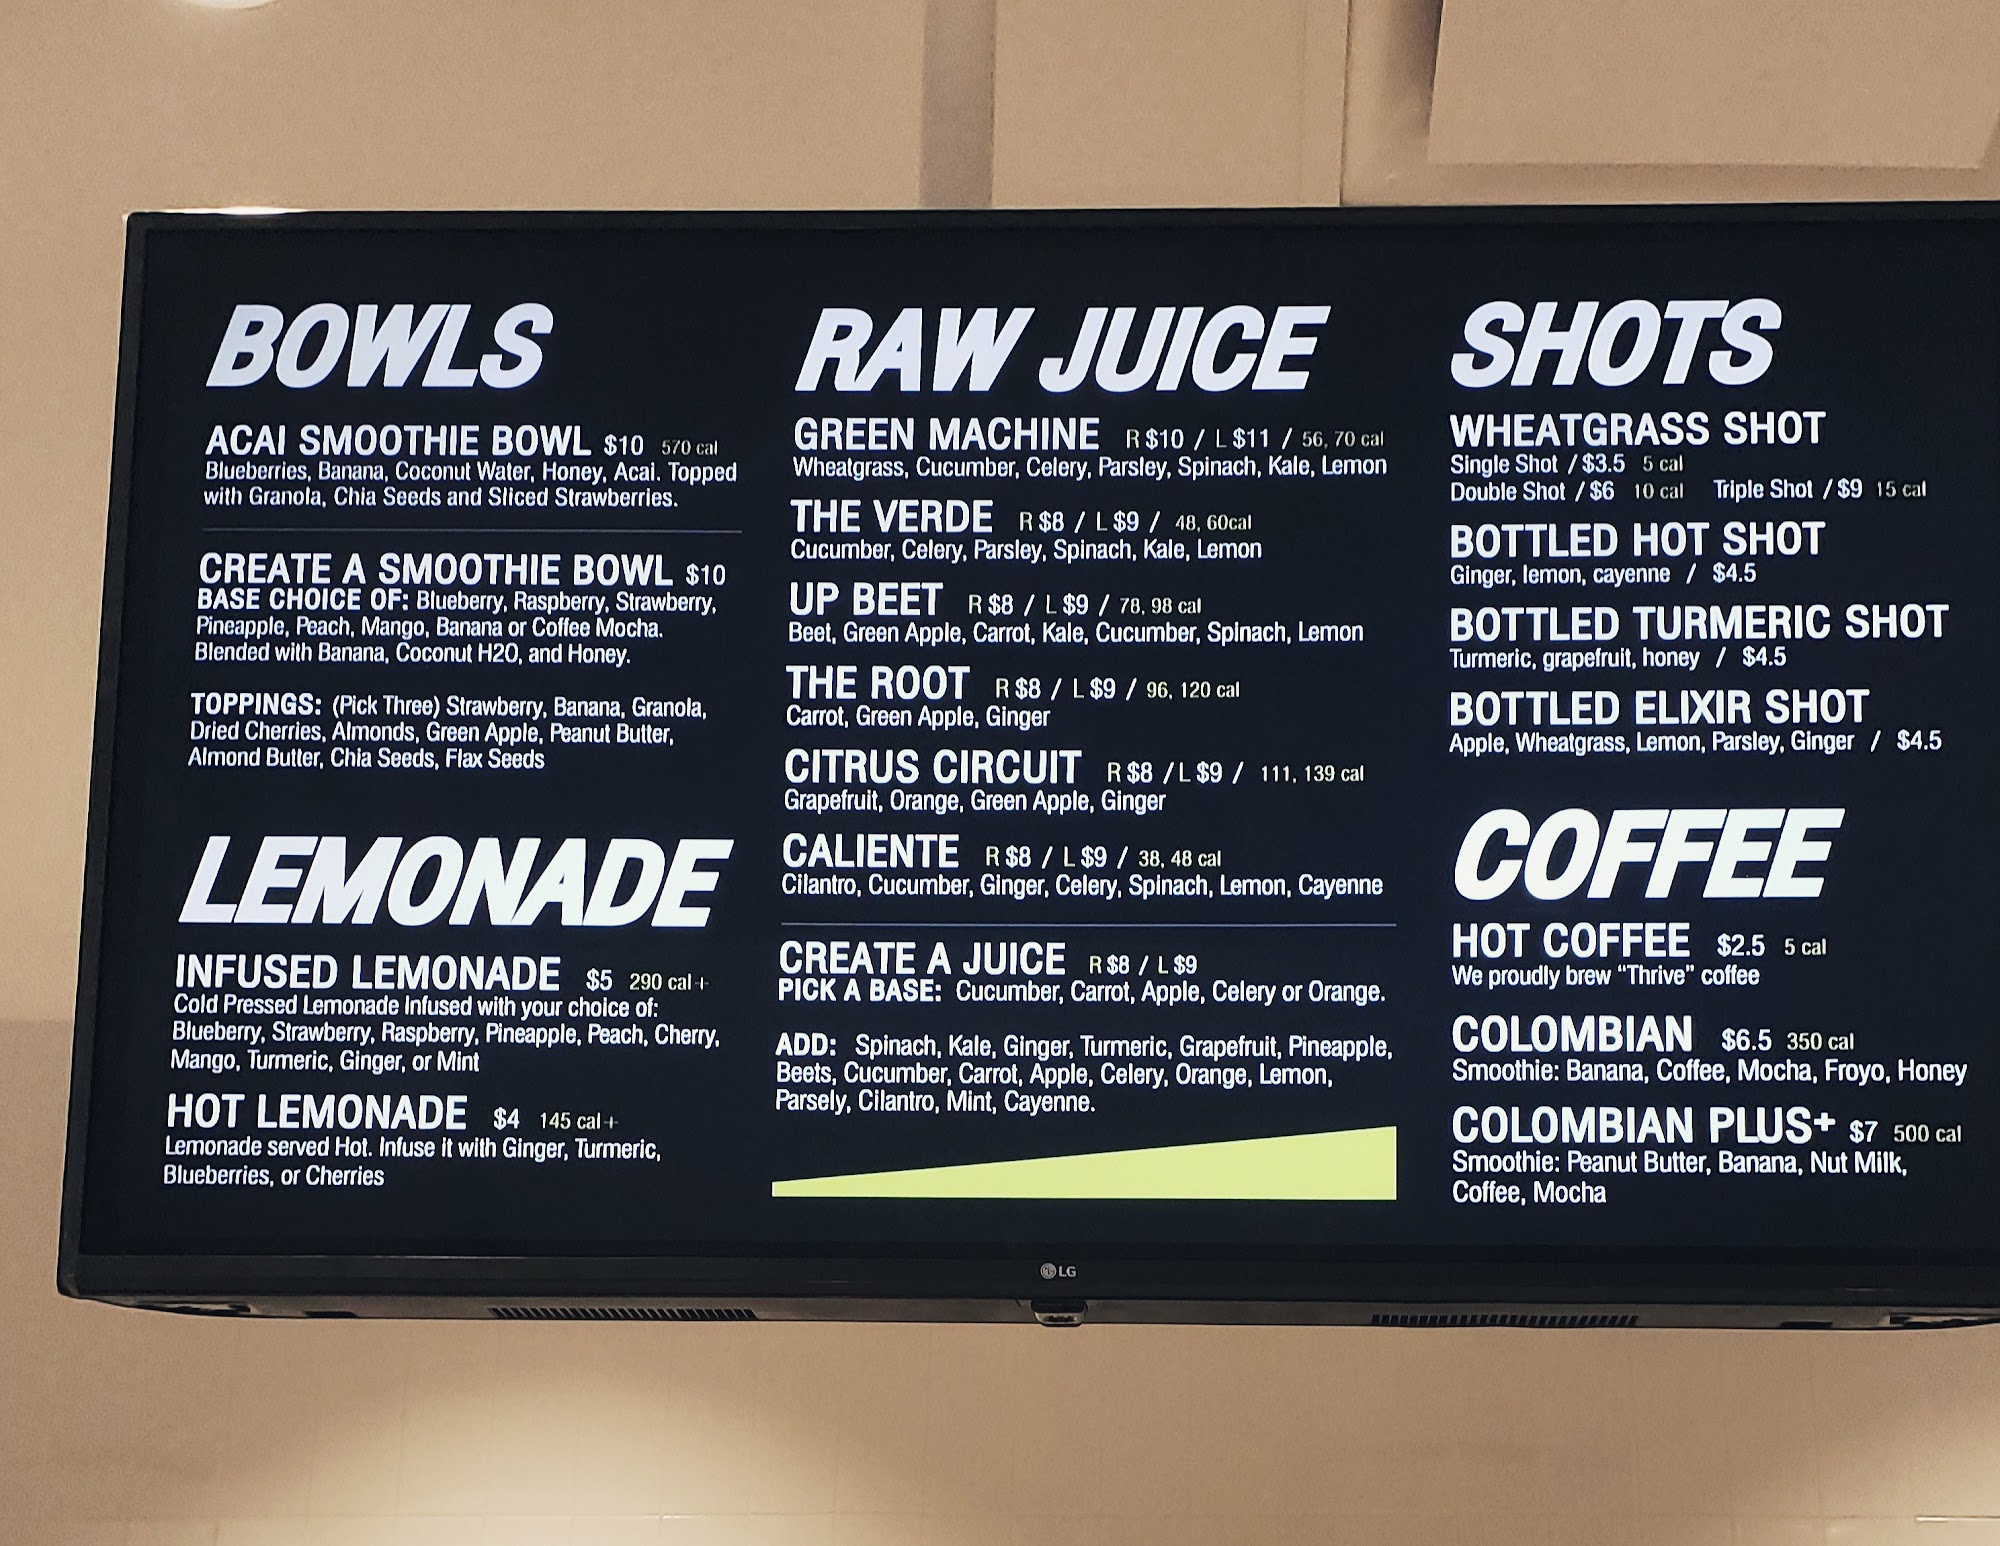 BOWLS
ACAI SMOOTHIE BOWL $10 570 cal
Blueberries, Banana, Coconut Water, Honey, Acai. Topped
with Granola, Chia Seeds and Sliced Strawberries.
CREATE A SMOOTHIE BOWL $10
BASE CHOICE OF: Blueberry, Raspberry, Strawberry,
Pineapple, Peach, Mango, Banana or Coffee Mocha.
Blended with Banana, Coconut H2O, and Honey.
TOPPINGS: (Pick Three) Strawberry, Banana, Granola,
Dried Cherries, Almonds, Green Apple, Peanut Butter,
Almond Butter, Chia Seeds, Flax Seeds
LEMONADE
INFUSED LEMONADE $5 290 cal+
Cold Pressed Lemonade Infused with your choice of:
Blueberry, Strawberry, Raspberry, Pineapple, Peach, Cherry,
Mango, Turmeric, Ginger, or Mint
HOT LEMONADE $4 145 cal+
Lemonade served Hot. Infuse it with Ginger, Turmeric,
Blueberries, or Cherries
RAW JUICE
GREEN MACHINE R $10 / L $11 / 56, 70 cal
Wheatgrass, Cucumber, Celery, Parsley, Spinach, Kale, Lemon
THE VERDE R $8 / L $9 / 48, 60cal
Cucumber, Celery, Parsley, Spinach, Kale, Lemon
UP BEET R $8 / L $9 / 78, 98 cal
Beet, Green Apple, Carrot, Kale, Cucumber, Spinach, Lemon
THE ROOT R $8 / L $9 / 96, 120 cal
Carrot, Green Apple, Ginger
CITRUS CIRCUIT R $8 / L $9 / 111, 139 cal
Grapefruit, Orange, Green Apple, Ginger
CALIENTE R $8 / L $9 / 38, 48 cal
Cilantro, Cucumber, Ginger, Celery, Spinach, Lemon, Cayenne
CREATE A JUICE R $8 / L $9
PICK A BASE: Cucumber, Carrot, Apple, Celery or Orange.
ADD: Spinach, Kale, Ginger, Turmeric, Grapefruit, Pineapple,
Beets, Cucumber, Carrot, Apple, Celery, Orange, Lemon,
Parsely, Cilantro, Mint, Cayenne.
SHOTS
WHEATGRASS SHOT
Single Shot / $3.5 5 cal
Double Shot / $6 10 cal Triple Shot / $9 15 cal
BOTTLED HOT SHOT
Ginger, lemon, cayenne / $4.5
BOTTLED TURMERIC SHOT
Turmeric, grapefruit, honey / $4.5
BOTTLED ELIXIR SHOT
Apple, Wheatgrass, Lemon, Parsley, Ginger / $4.5
COFFEE
HOT COFFEE $2.5 5 cal
We proudly brew "Thrive" coffee
COLOMBIAN $6.5 350 cal
Smoothie: Banana, Coffee, Mocha, Froyo, Honey
COLOMBIAN PLUS+ $7 500 cal
Smoothie: Peanut Butter, Banana, Nut Milk,
Coffee, Mocha
LG